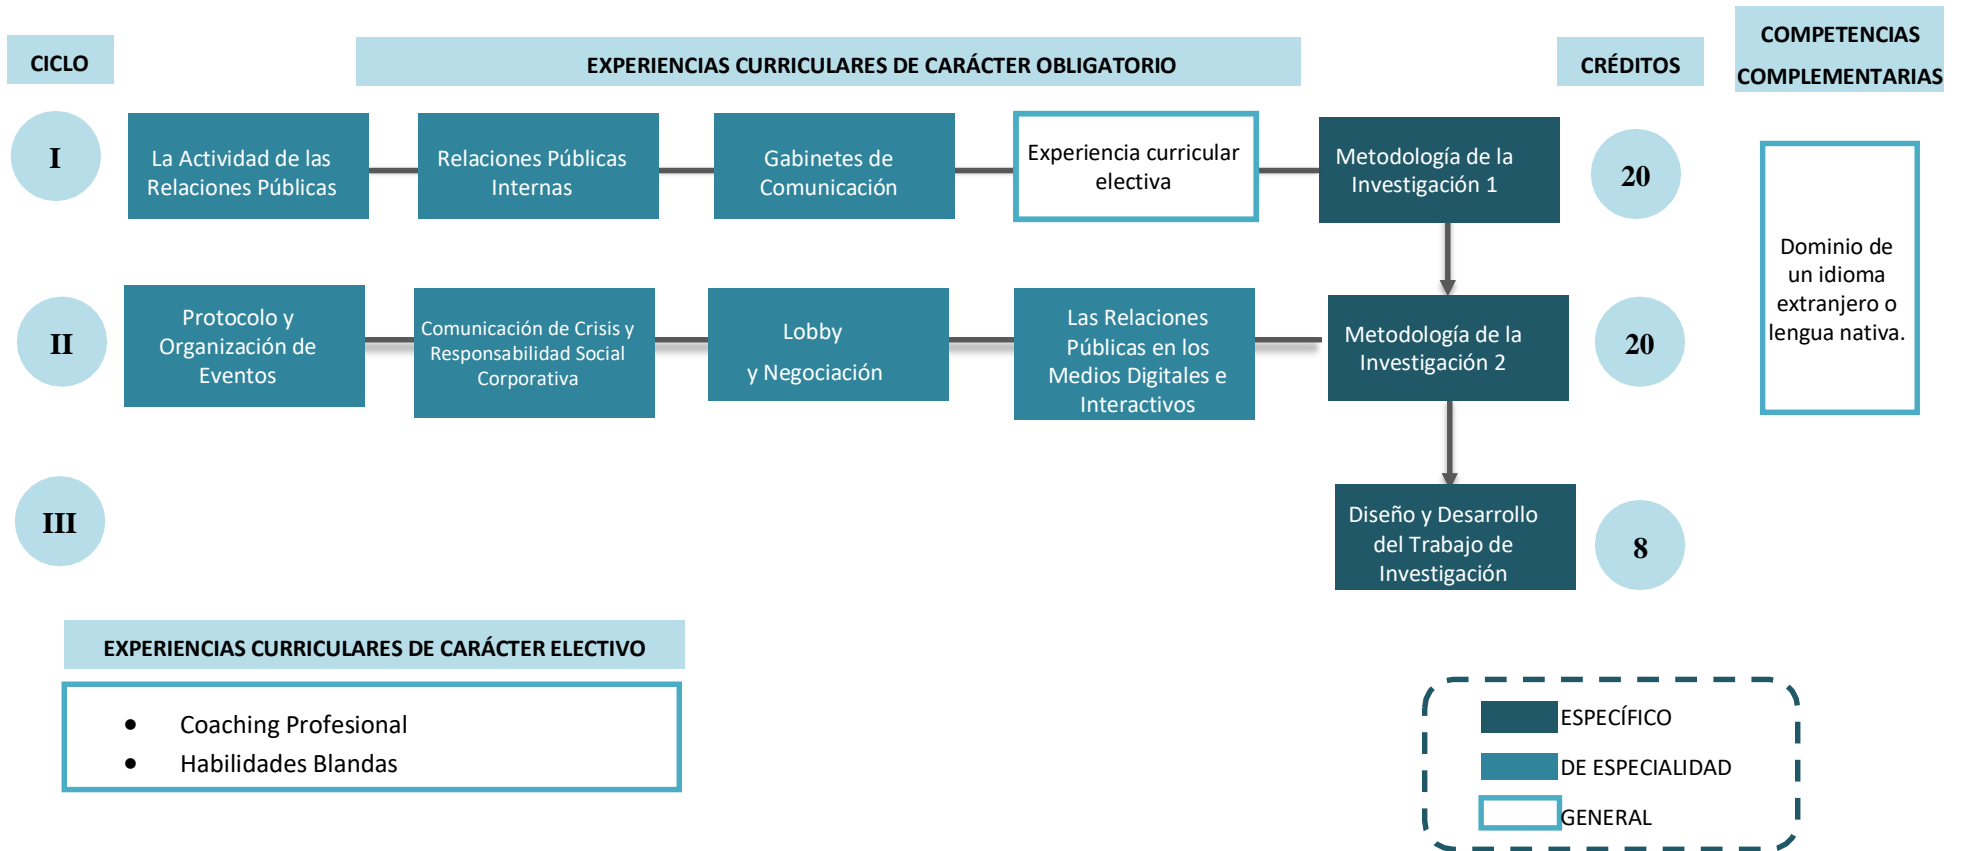 CICLO
EXPERIENCIAS CURRICULARES DE CARÁCTER OBLIGATORIO
CRÉDITOS
COMPETENCIAS
COMPLEMENTARIAS
I
La Actividad de las
Relaciones Públicas
Relaciones Públicas
Internas
Gabinetes de
Comunicación
Experiencia curricular
electiva
Metodología de la
Investigación 1
20
Dominio de
un idioma
extranjero o
lengua nativa.
II
Protocolo y
Organización de
Eventos
Comunicación de Crisis y
Responsabilidad Social
Corporativa
Lobby
y Negociación
Las Relaciones
Públicas en los
Medios Digitales e
Interactivos
Metodología de la
Investigación 2
20
III
Diseño y Desarrollo
del Trabajo de
Investigación
8
EXPERIENCIAS CURRICULARES DE CARÁCTER ELECTIVO
• Coaching Profesional
• Habilidades Blandas
ESPECÍFICO
DE ESPECIALIDAD
GENERAL